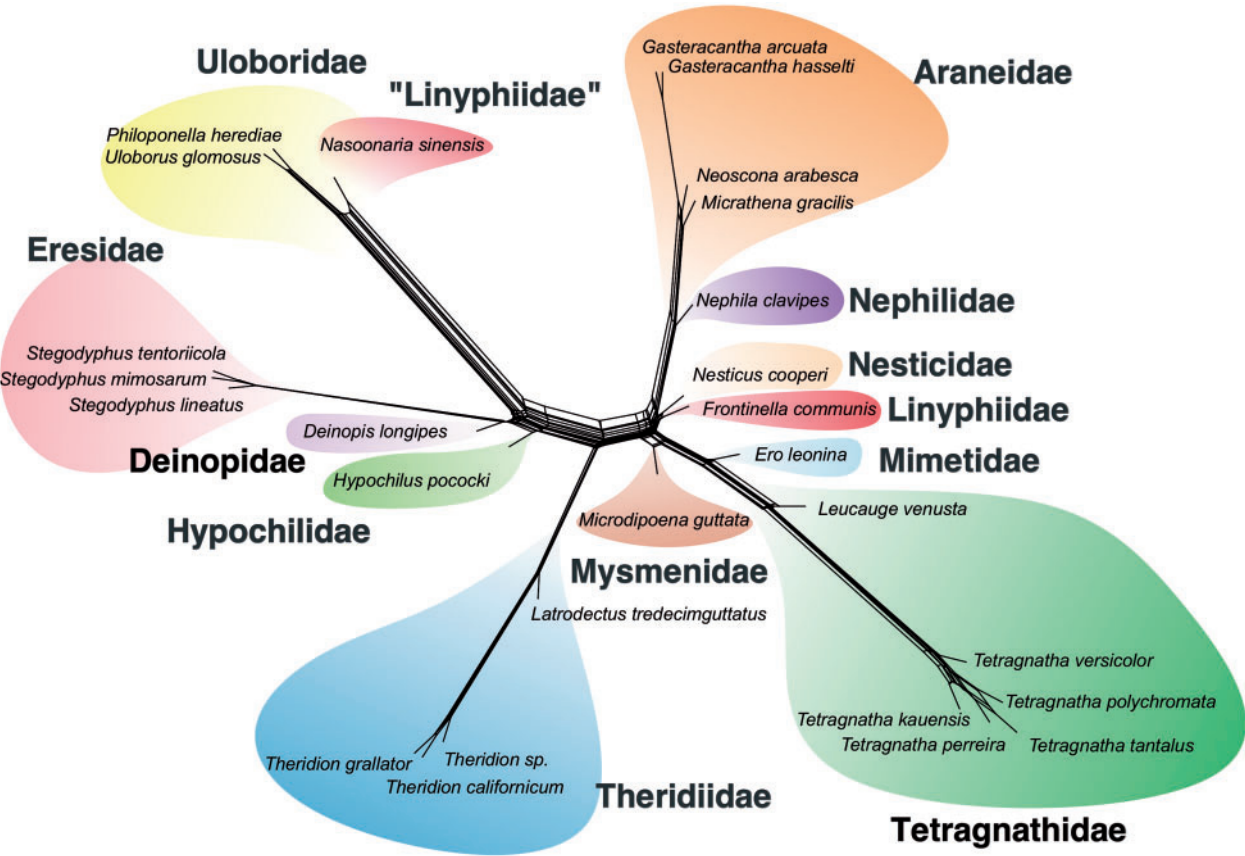 Uloboridae
"Linyphiidae"
Philoponella herediae
Uloborus glomosus
Nasoonaria sinensis
Gasteracantha arcuata
Gasteracantha hasselti
Araneidae
Neoscona arabesca
Micrathena gracilis
Eresidae
Stegodyphus tentoriicola
Stegodyphus mimosarum
Stegodyphus lineatus
Nephila clavipes
Nephilidae
Nesticus cooperi
Nesticidae
Frontinella communis
Linyphiidae
Deinopis longipes
Deinopidae
Hypochilus pococki
Hypochilidae
Ero leonina
Mimetidae
Leucauge venusta
Microdipoena guttata
Mysmenidae
Latrodectus tredecimguttatus
Tetragnatha versicolor
Tetragnatha polychromata
Tetragnatha kauensis
Tetragnatha perreira
Tetragnatha tantalus
Theridion grallator
Theridion sp.
Theridion californicum
Theridiidae
Tetragnathidae